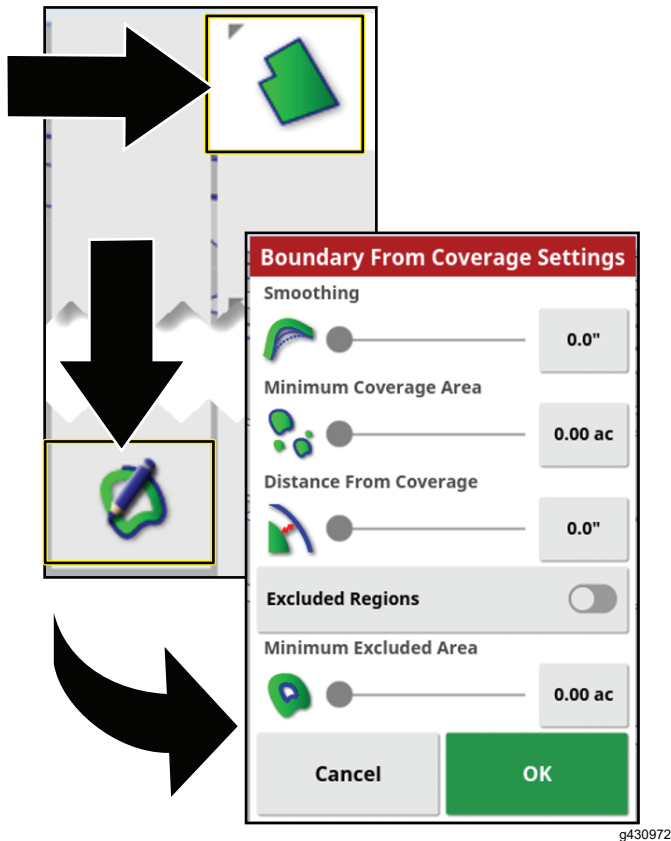 Boundary From Coverage Settings
Smoothing
0.0"
Minimum Coverage Area
0.00 ac
Distance From Coverage
0.0"
Excluded Regions
Minimum Excluded Area
0.00 ac
Cancel
OK
g430972